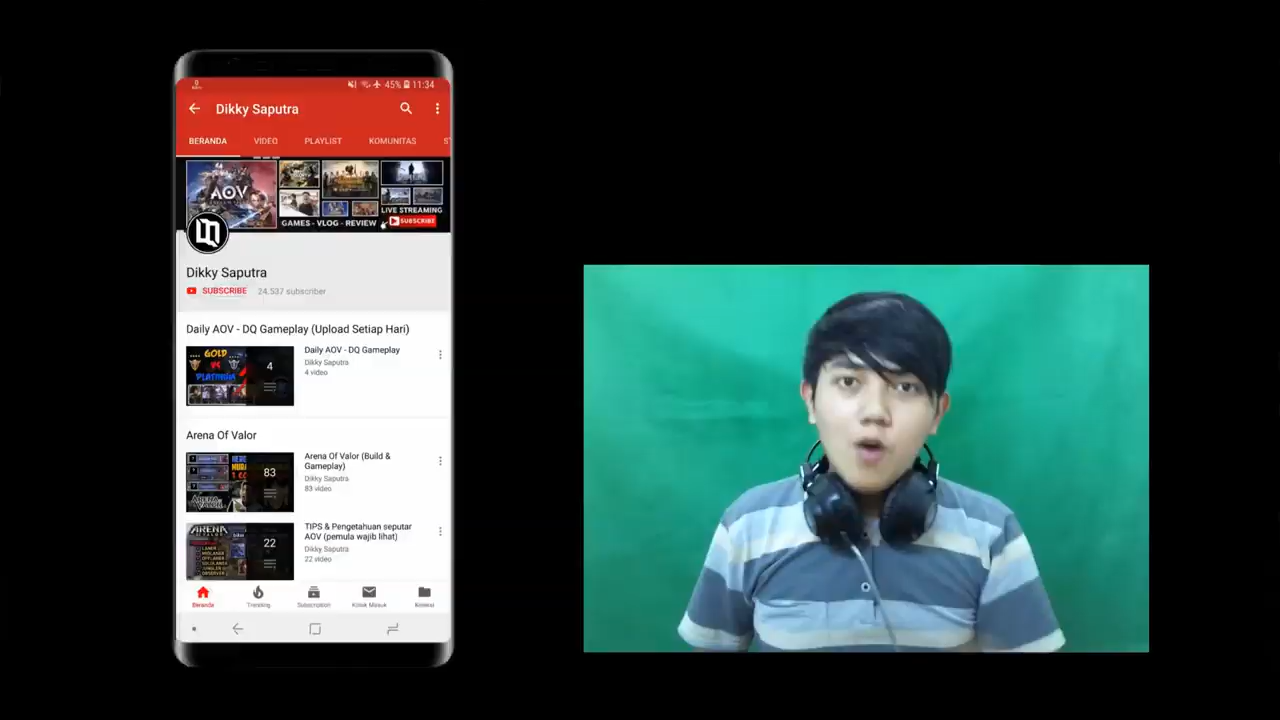 45% 11:34
Dikky Saputra
BERANDA VIDEO PLAYLIST KOMUNITAS
AOV
LIVE STREAMING
GAMES - VLOG - REVIEW SUBSCRIBE
Dikky Saputra
SUBSCRIBE 24.537 subscriber
Daily AOV - DQ Gameplay (Upload Setiap Hari)
GOLD
VS
PLATINUM
4
Daily AOV - DQ Gameplay
Dikky Saputra
4 video
Arena Of Valor
83
Arena Of Valor (Build &
Gameplay)
Dikky Saputra
83 video
ARENA
22
TIPS & Pengetahuan seputar
AOV (pemula wajib lihat)
Dikky Saputra
22 video
Beranda Trending Subscription Kotak Masuk Koleksi